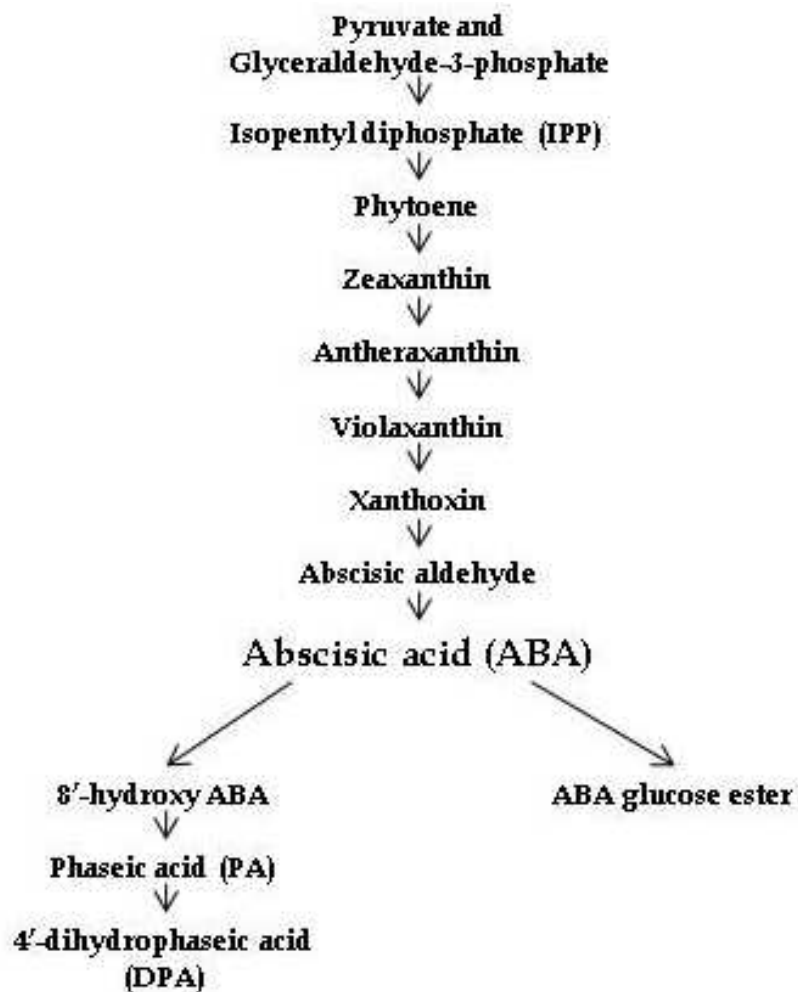 Pyruvate and
Glyceraldehyde-3-phosphate
Isopentyl diphosphate (IPP)
Phytoene
Zeaxanthin
Antheraxanthin
Violaxanthin
Xanthoxin
Abscisic aldehyde
Abscisic acid (ABA)
8′-hydroxy ABA
ABA glucose ester
Phaseic acid (PA)
4′-dihydrophaseic acid
(DPA)